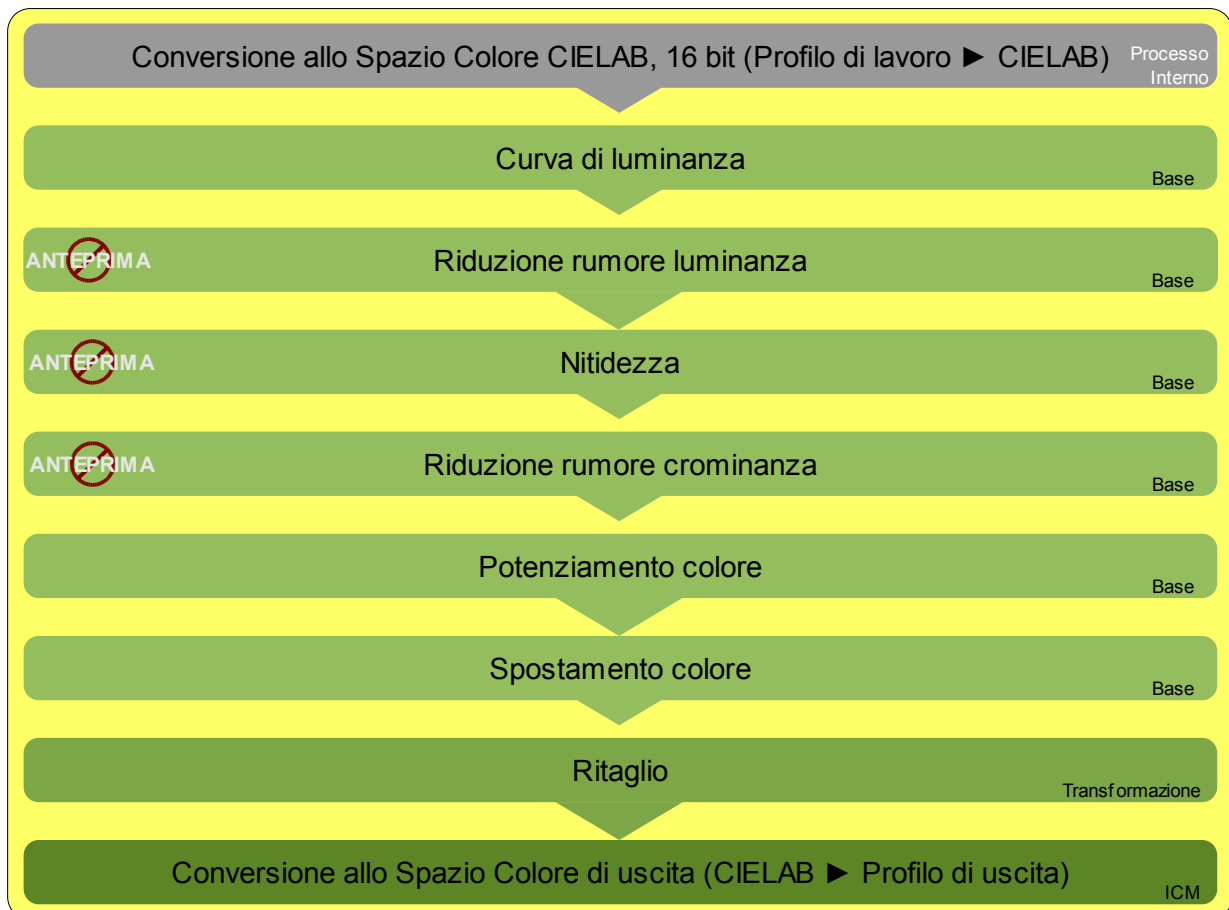 Conversione allo Spazio Colore CIELAB, 16 bit (Profilo di lavoro ► CIELAB)
Processo
Interno
Curva di luminanza
Base
ANTEPRIMA
Riduzione rumore luminanza
Base
ANTEPRIMA
Nitidezza
Base
ANTEPRIMA
Riduzione rumore crominanza
Base
Potenziamento colore
Base
Spostamento colore
Base
Ritaglio
Transformazione
Conversione allo Spazio Colore di uscita (CIELAB ► Profilo di uscita)
ICM